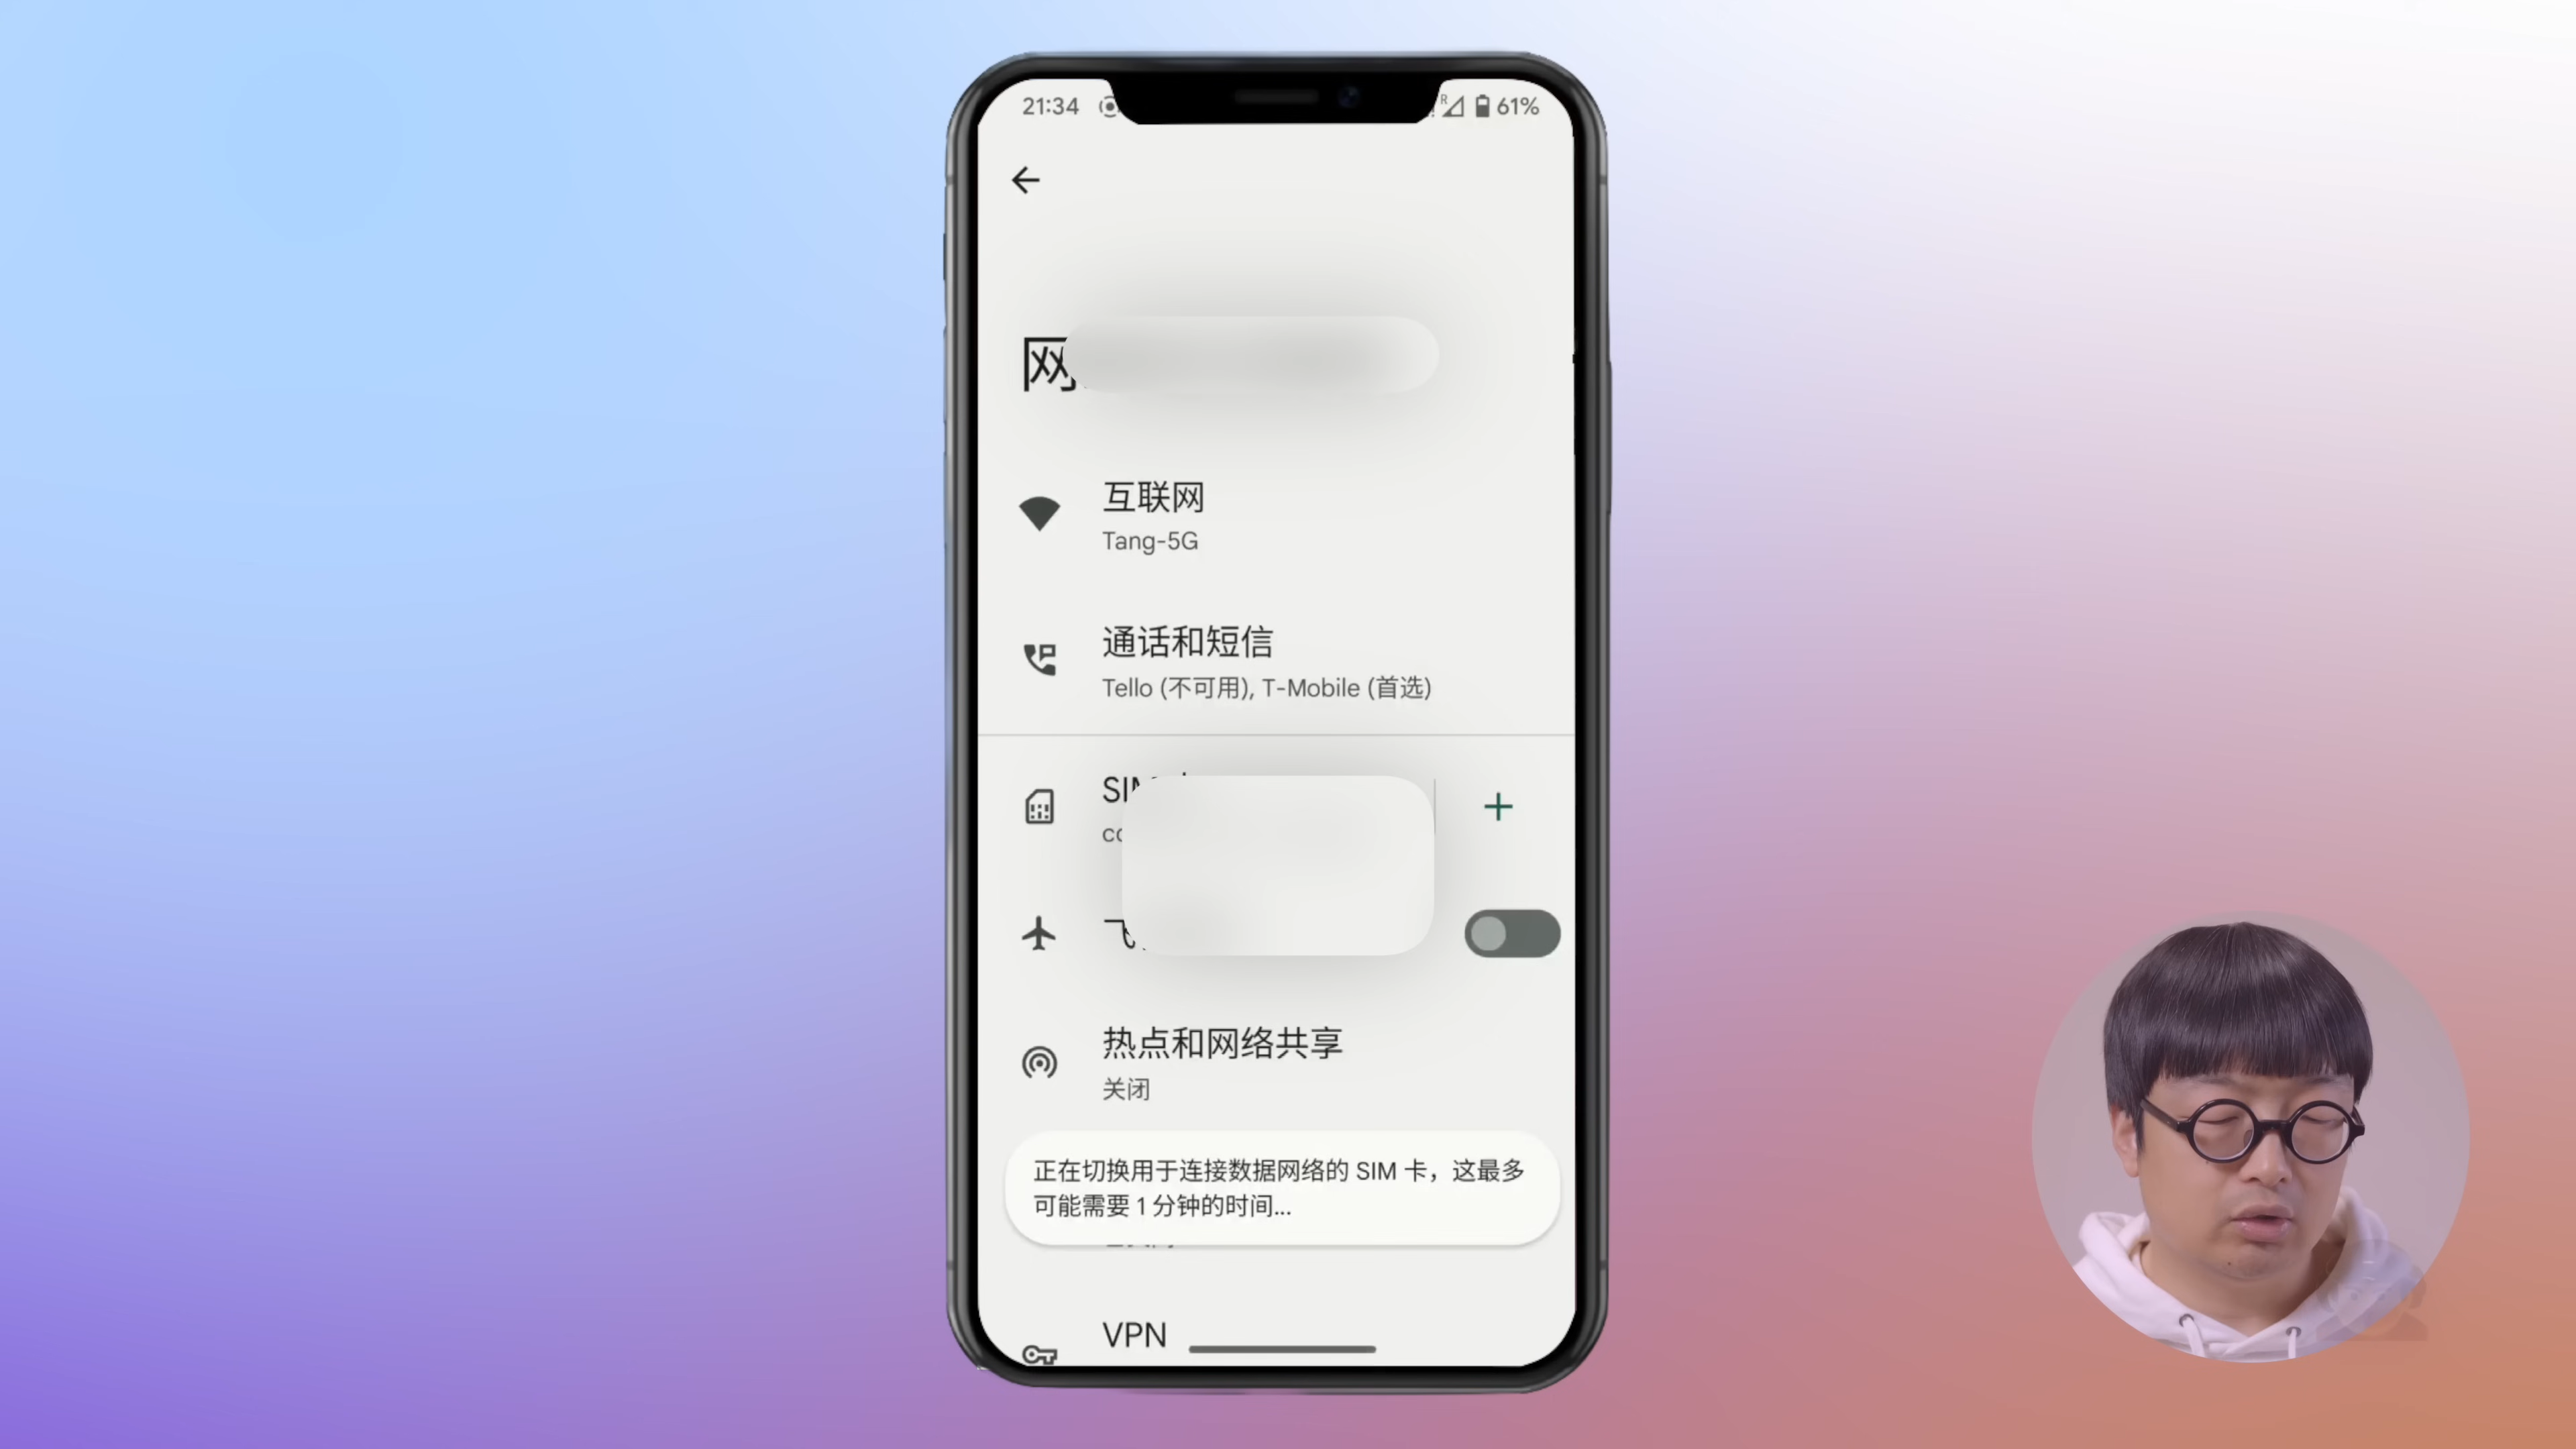 21:34
R
61%
网
互联网
Tang-5G
通话和短信
Tello (不可用), T-Mobile (首选)
热点和网络共享
关闭
正在切换用于连接数据网络的 SIM 卡，这最多
可能需要 1 分钟的时间...
VPN